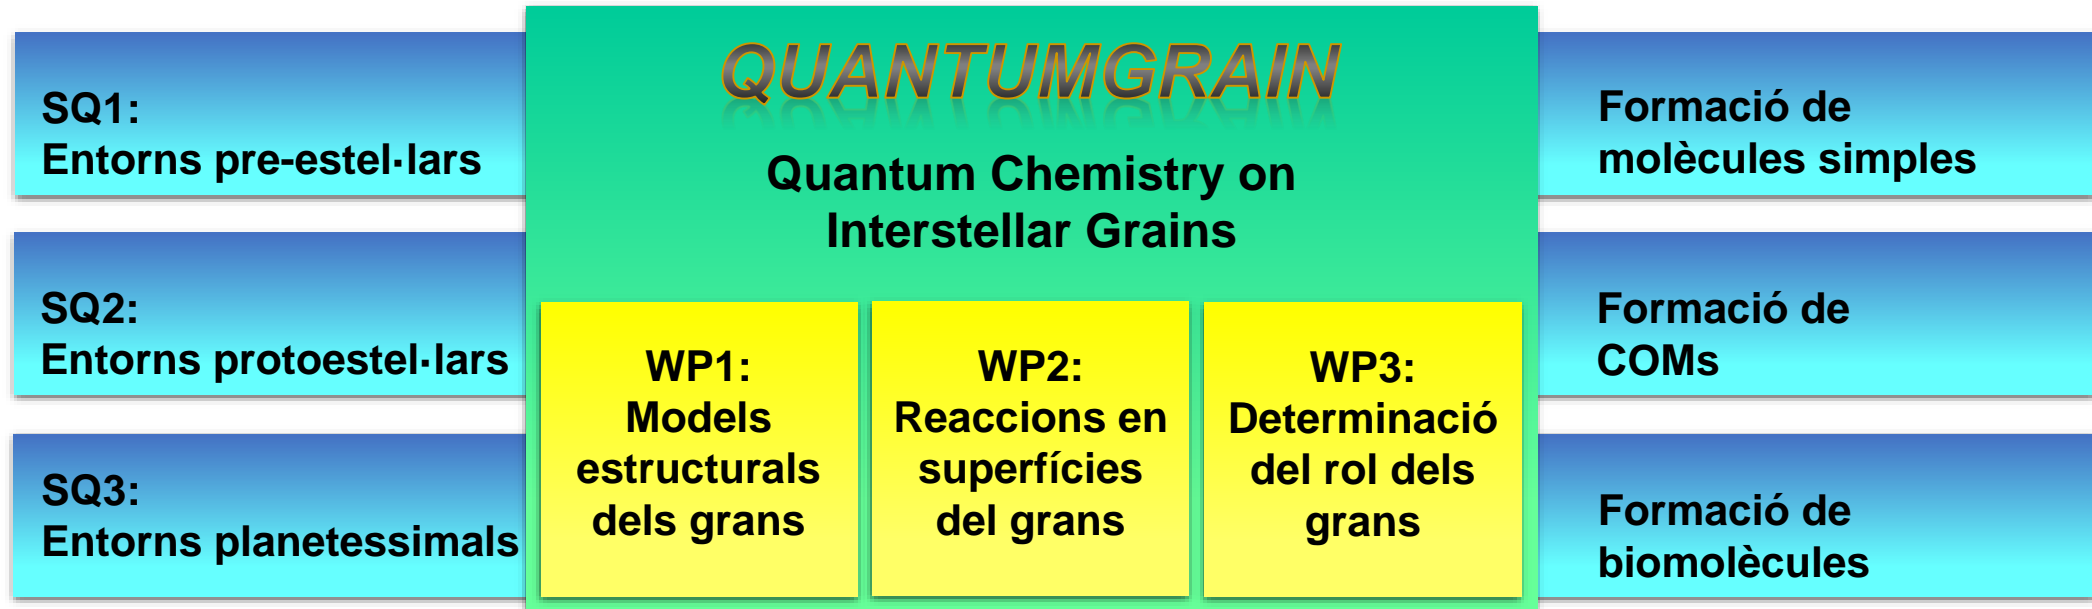 SQ1:
Entorns pre-estel·lars
SQ2:
Entorns protoestel·lars
SQ3:
Entorns planetessimals
QUANTUMGRAIN
Quantum Chemistry on
Interstellar Grains
WP1:
Models
estructurals
dels grans
WP2:
Reaccions en
superfícies
del grans
WP3:
Determinació
del rol dels
grans
Formació de
molècules simples
Formació de
COMs
Formació de
biomolècules